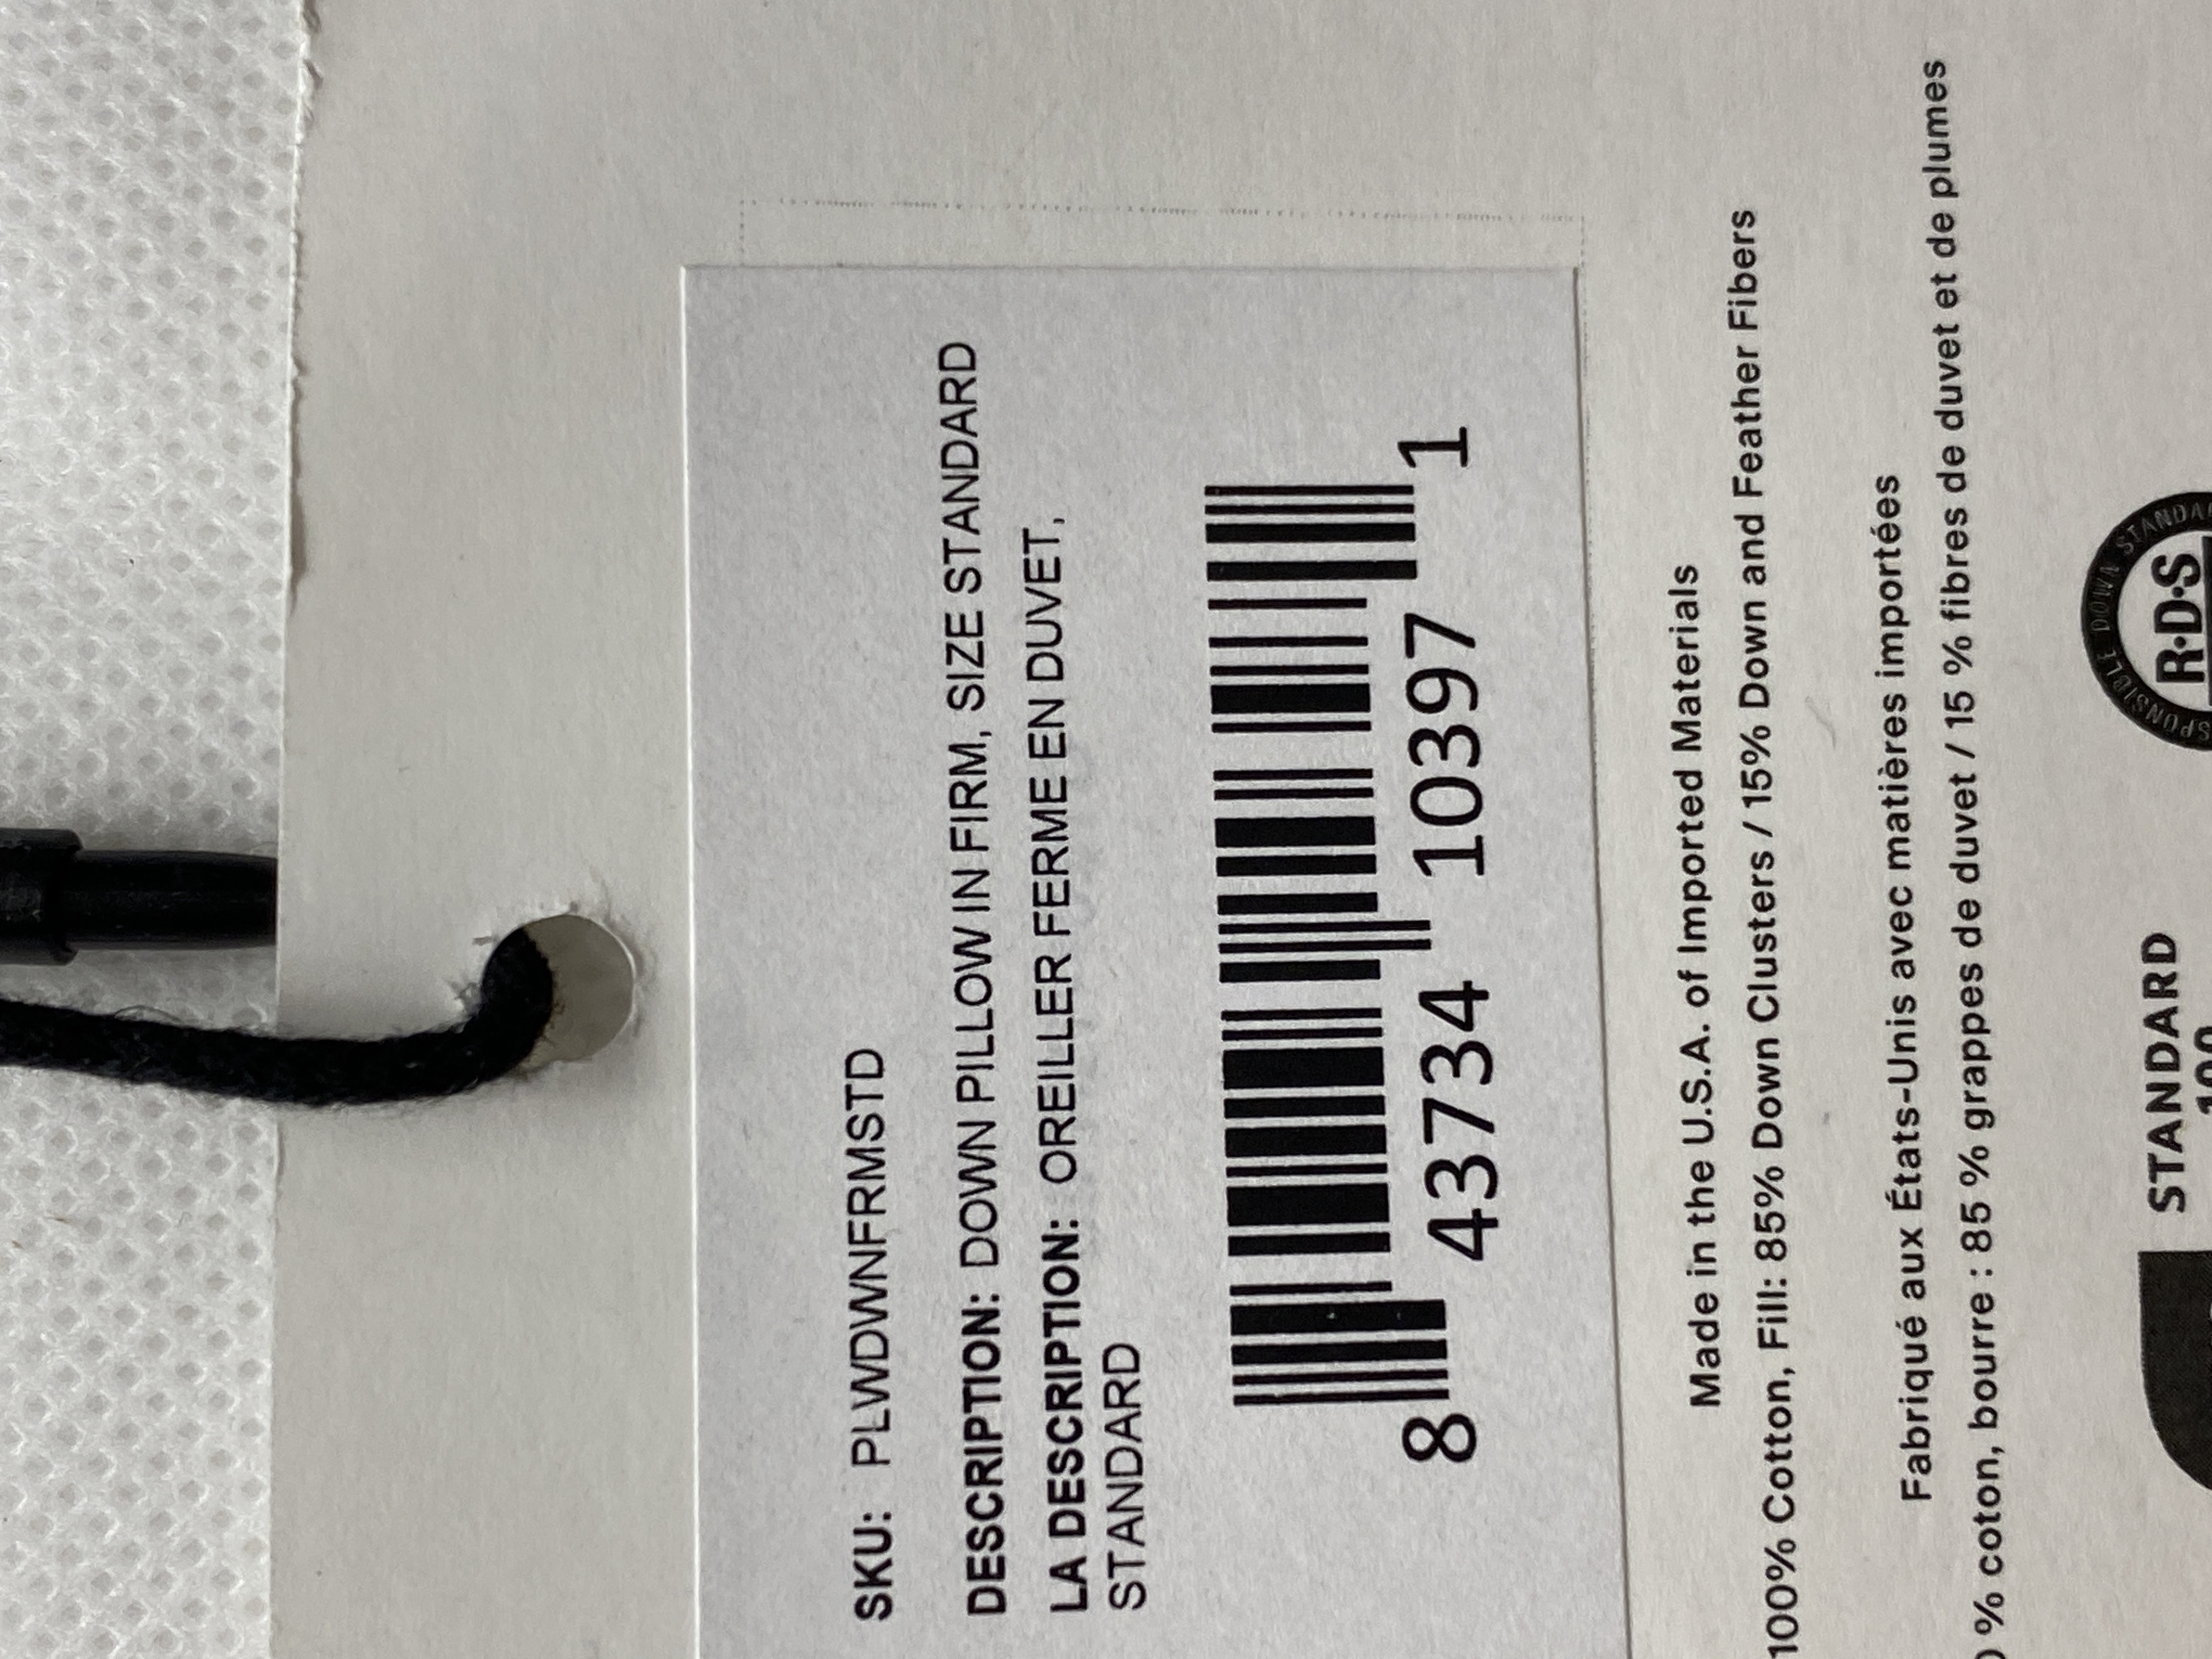 SKU: PLWDWNFRMSTD
DESCRIPTION: DOWN PILLOW IN FIRM, SIZE STANDARD
LA DESCRIPTION: OREILLER FERME EN DUVET,
STANDARD
8 43734 10397 1
Made in the U.S.A. of Imported Materials
100% Cotton, Fill: 85% Down Clusters / 15% Down and Feather Fibers
Fabriqué aux États-Unis avec matières importées
% coton, bourre : 85 % grappes de duvet / 15 % fibres de duvet et de plumes
STANDARD
R·D·S